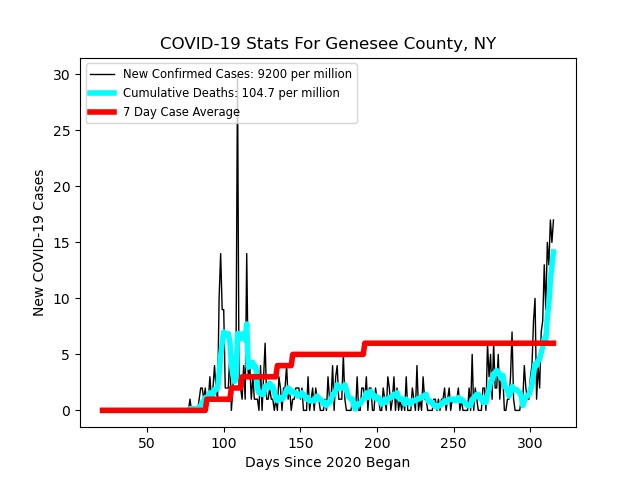 COVID-19 Stats For Genesee County, NY
New Confirmed Cases: 9200 per million
Cumulative Deaths: 104.7 per million
7 Day Case Average
30
25
20
15
10
5
0
New COVID-19 Cases
50 100 150 200 250 300
Days Since 2020 Began